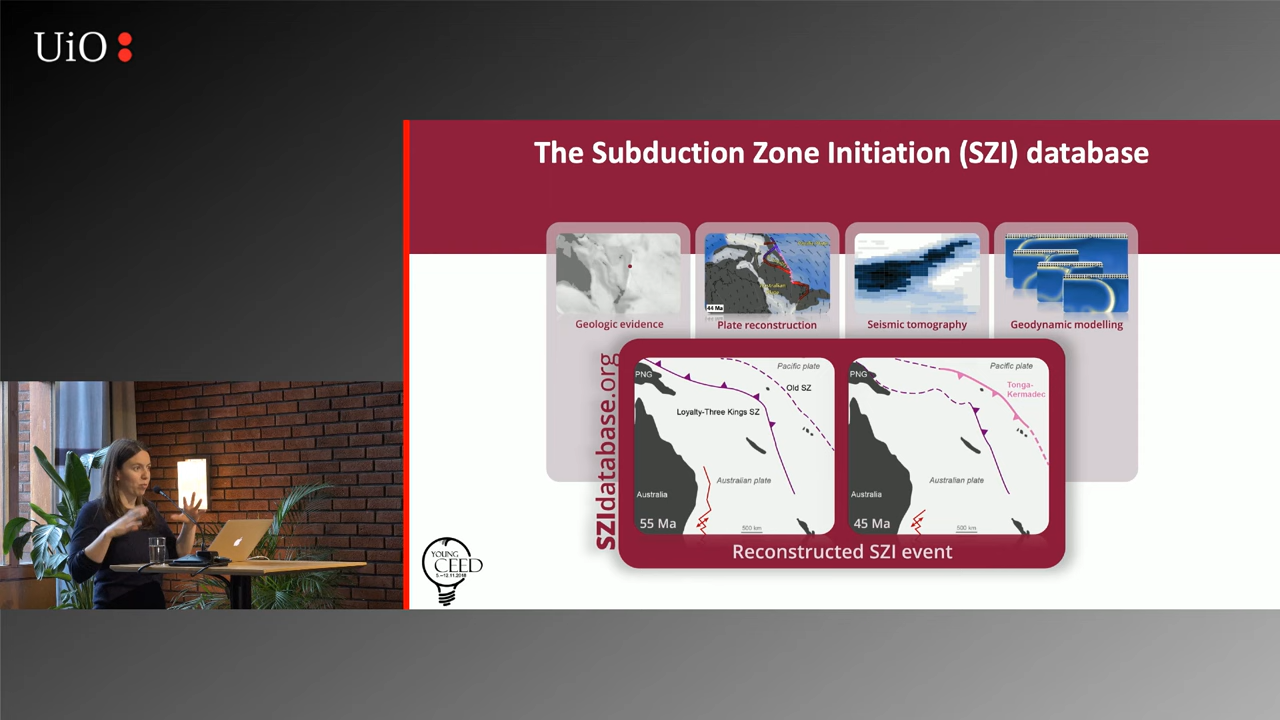 UiO
The Subduction Zone Initiation (SZI) database
Geologic evidence
Plate reconstruction
Seismic tomography
Geodynamic modelling
44 Ma
SZIdatabase.org
PNG
Pacific plate
Old SZ
Loyalty-Three Kings SZ
Australian plate
Australia
55 Ma
500 km
PNG
Pacific plate
Tonga-
Kermadec
Australian plate
Australia
45 Ma
500 km
Reconstructed SZI event
YOUNG
CEED